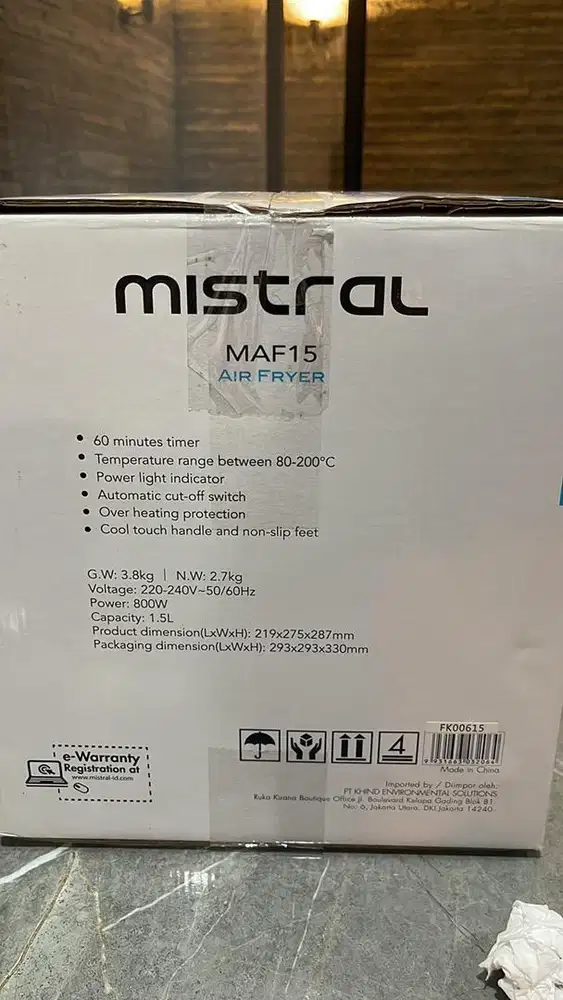 mistral
MAF15
AIR FRYER
60 minutes timer
Temperature range between 80-200°C
Power light indicator
Automatic cut-off switch
Over heating protection
Cool touch handle and non-slip feet
G.W: 3.8kg | N.W: 2.7kg
Voltage: 220-240V~50/60Hz
Power: 800W
Capacity: 1.5L
Product dimension(LxWxH): 219x275x287mm
Packaging dimension(LxWxH): 293x293x330mm
e-Warranty
Registration at
www.mistral-id.com
4
FK00615
9 931663 032064
Made in China
Imported by / Diimpor oleh:
PT KHIND ENVIRONMENTAL SOLUTIONS
Ruko Kirana Boutique Office Jl. Boulevard Kelapa Gading Blok B1
No: 6, Jakarta Utara. DKI Jakarta 14240-